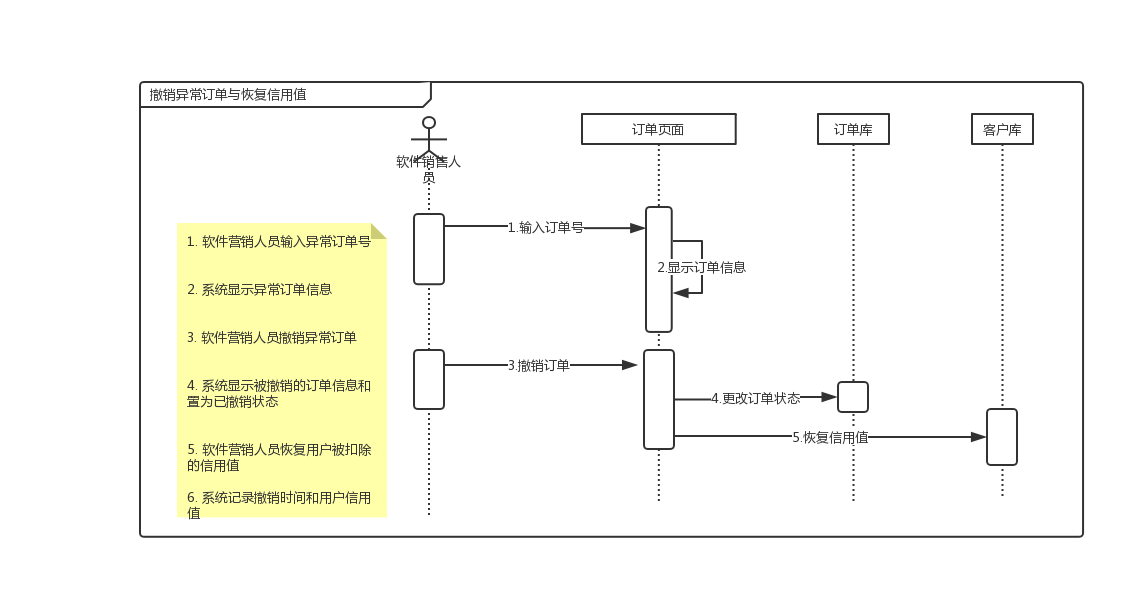 撤销异常订单与恢复信用值
订单页面
订单库
客户库
软件销售人
员
1.输入订单号
2.显示订单信息
3.撤销订单
4.更改订单状态
5.恢复信用值
1. 软件营销人员输入异常订单号
2. 系统显示异常订单信息
3. 软件营销人员撤销异常订单
4. 系统显示被撤销的订单信息和
置为已撤销状态
5. 软件营销人员恢复用户被扣除
的信用值
6. 系统记录撤销时间和用户信用
值